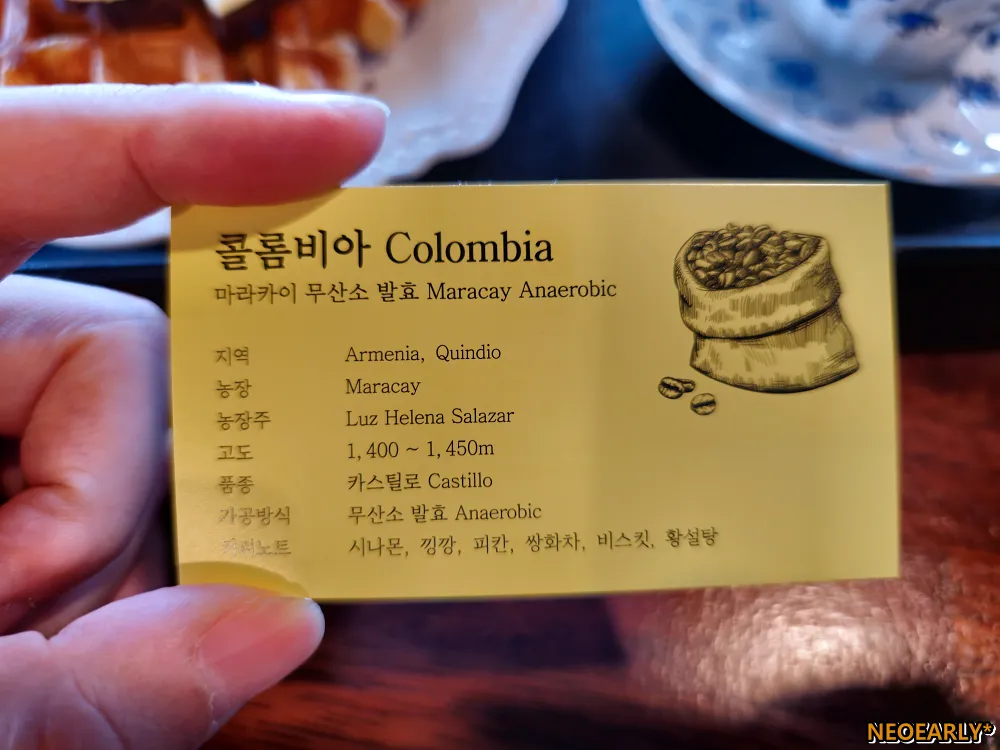 콜롬비아 Colombia
마라카이 무산소 발효 Maracay Anaerobic
지역 Armenia, Quindio
농장 Maracay
농장주 Luz Helena Salazar
고도 1,400 ~ 1,450m
품종 카스틸로 Castillo
가공방식 무산소 발효 Anaerobic
시나몬, 낑깡, 피칸, 쌍화차, 비스킷, 황설탕
NEOEARLY*